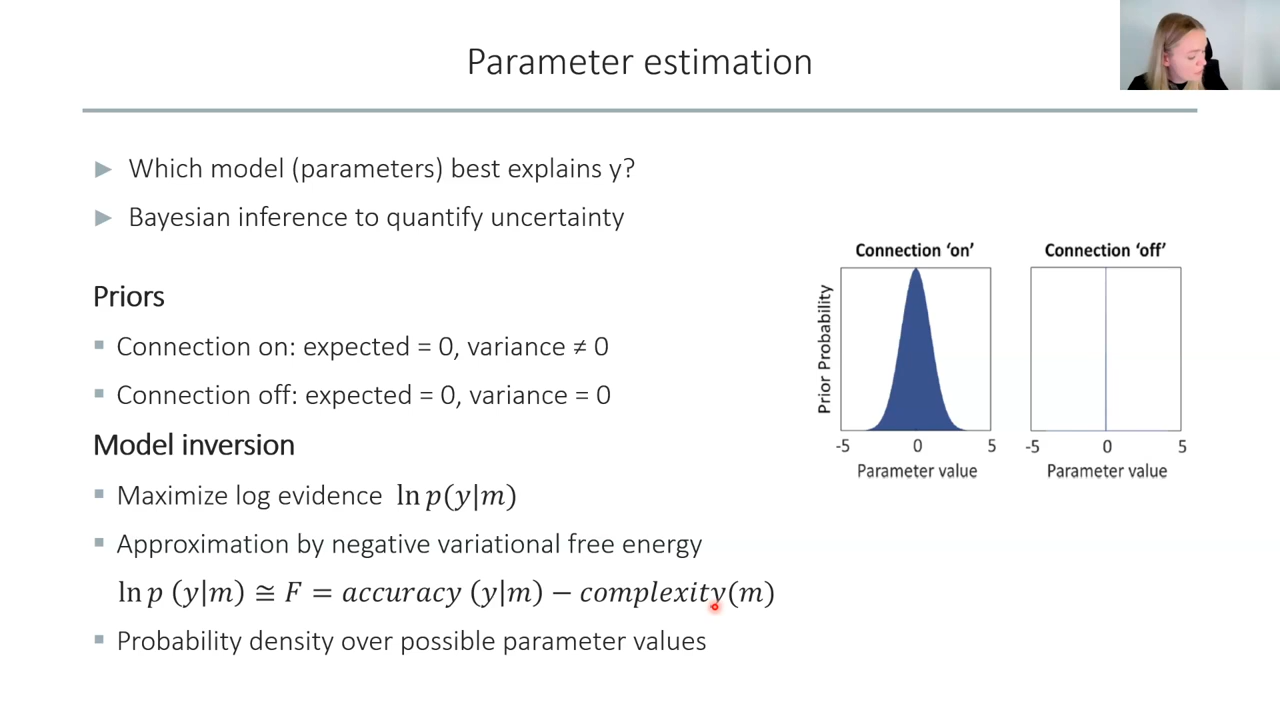 Parameter estimation
► Which model (parameters) best explains y?
► Bayesian inference to quantify uncertainty
Priors
▪ Connection on: expected = 0, variance ≠ 0
▪ Connection off: expected = 0, variance = 0
Model inversion
▪ Maximize log evidence ln p(y|m)
▪ Approximation by negative variational free energy
ln p (y|m) ≅ F = accuracy (y|m) − complexity(m)
▪ Probability density over possible parameter values
Connection ‘on’
Prior Probability
-5 0 5
Parameter value
Connection ‘off’
-5 0 5
Parameter value